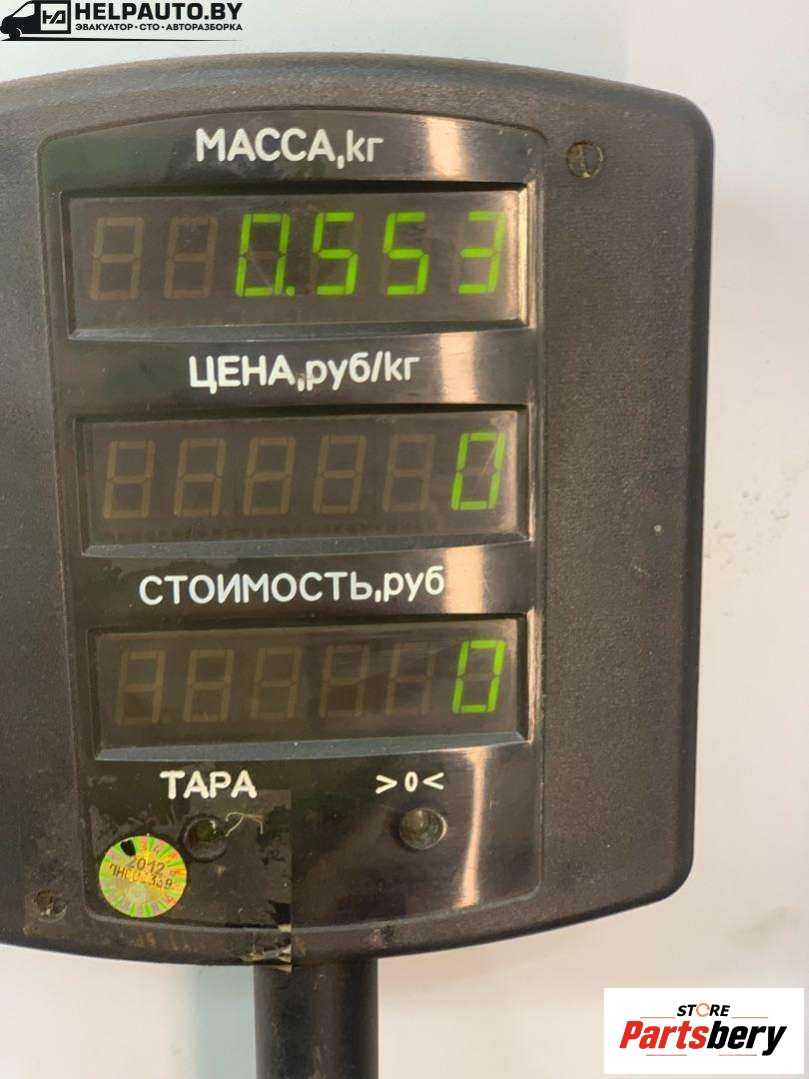 HELPAUTO.BY
ЭВАКУАТОР•СТО•АВТОРАЗБОРКА
МАССА,кг
0.553
ЦЕНА,руб/кг
0
СТОИМОСТЬ,руб
0
ТАРА >0<
2012
STORE
Partsbery